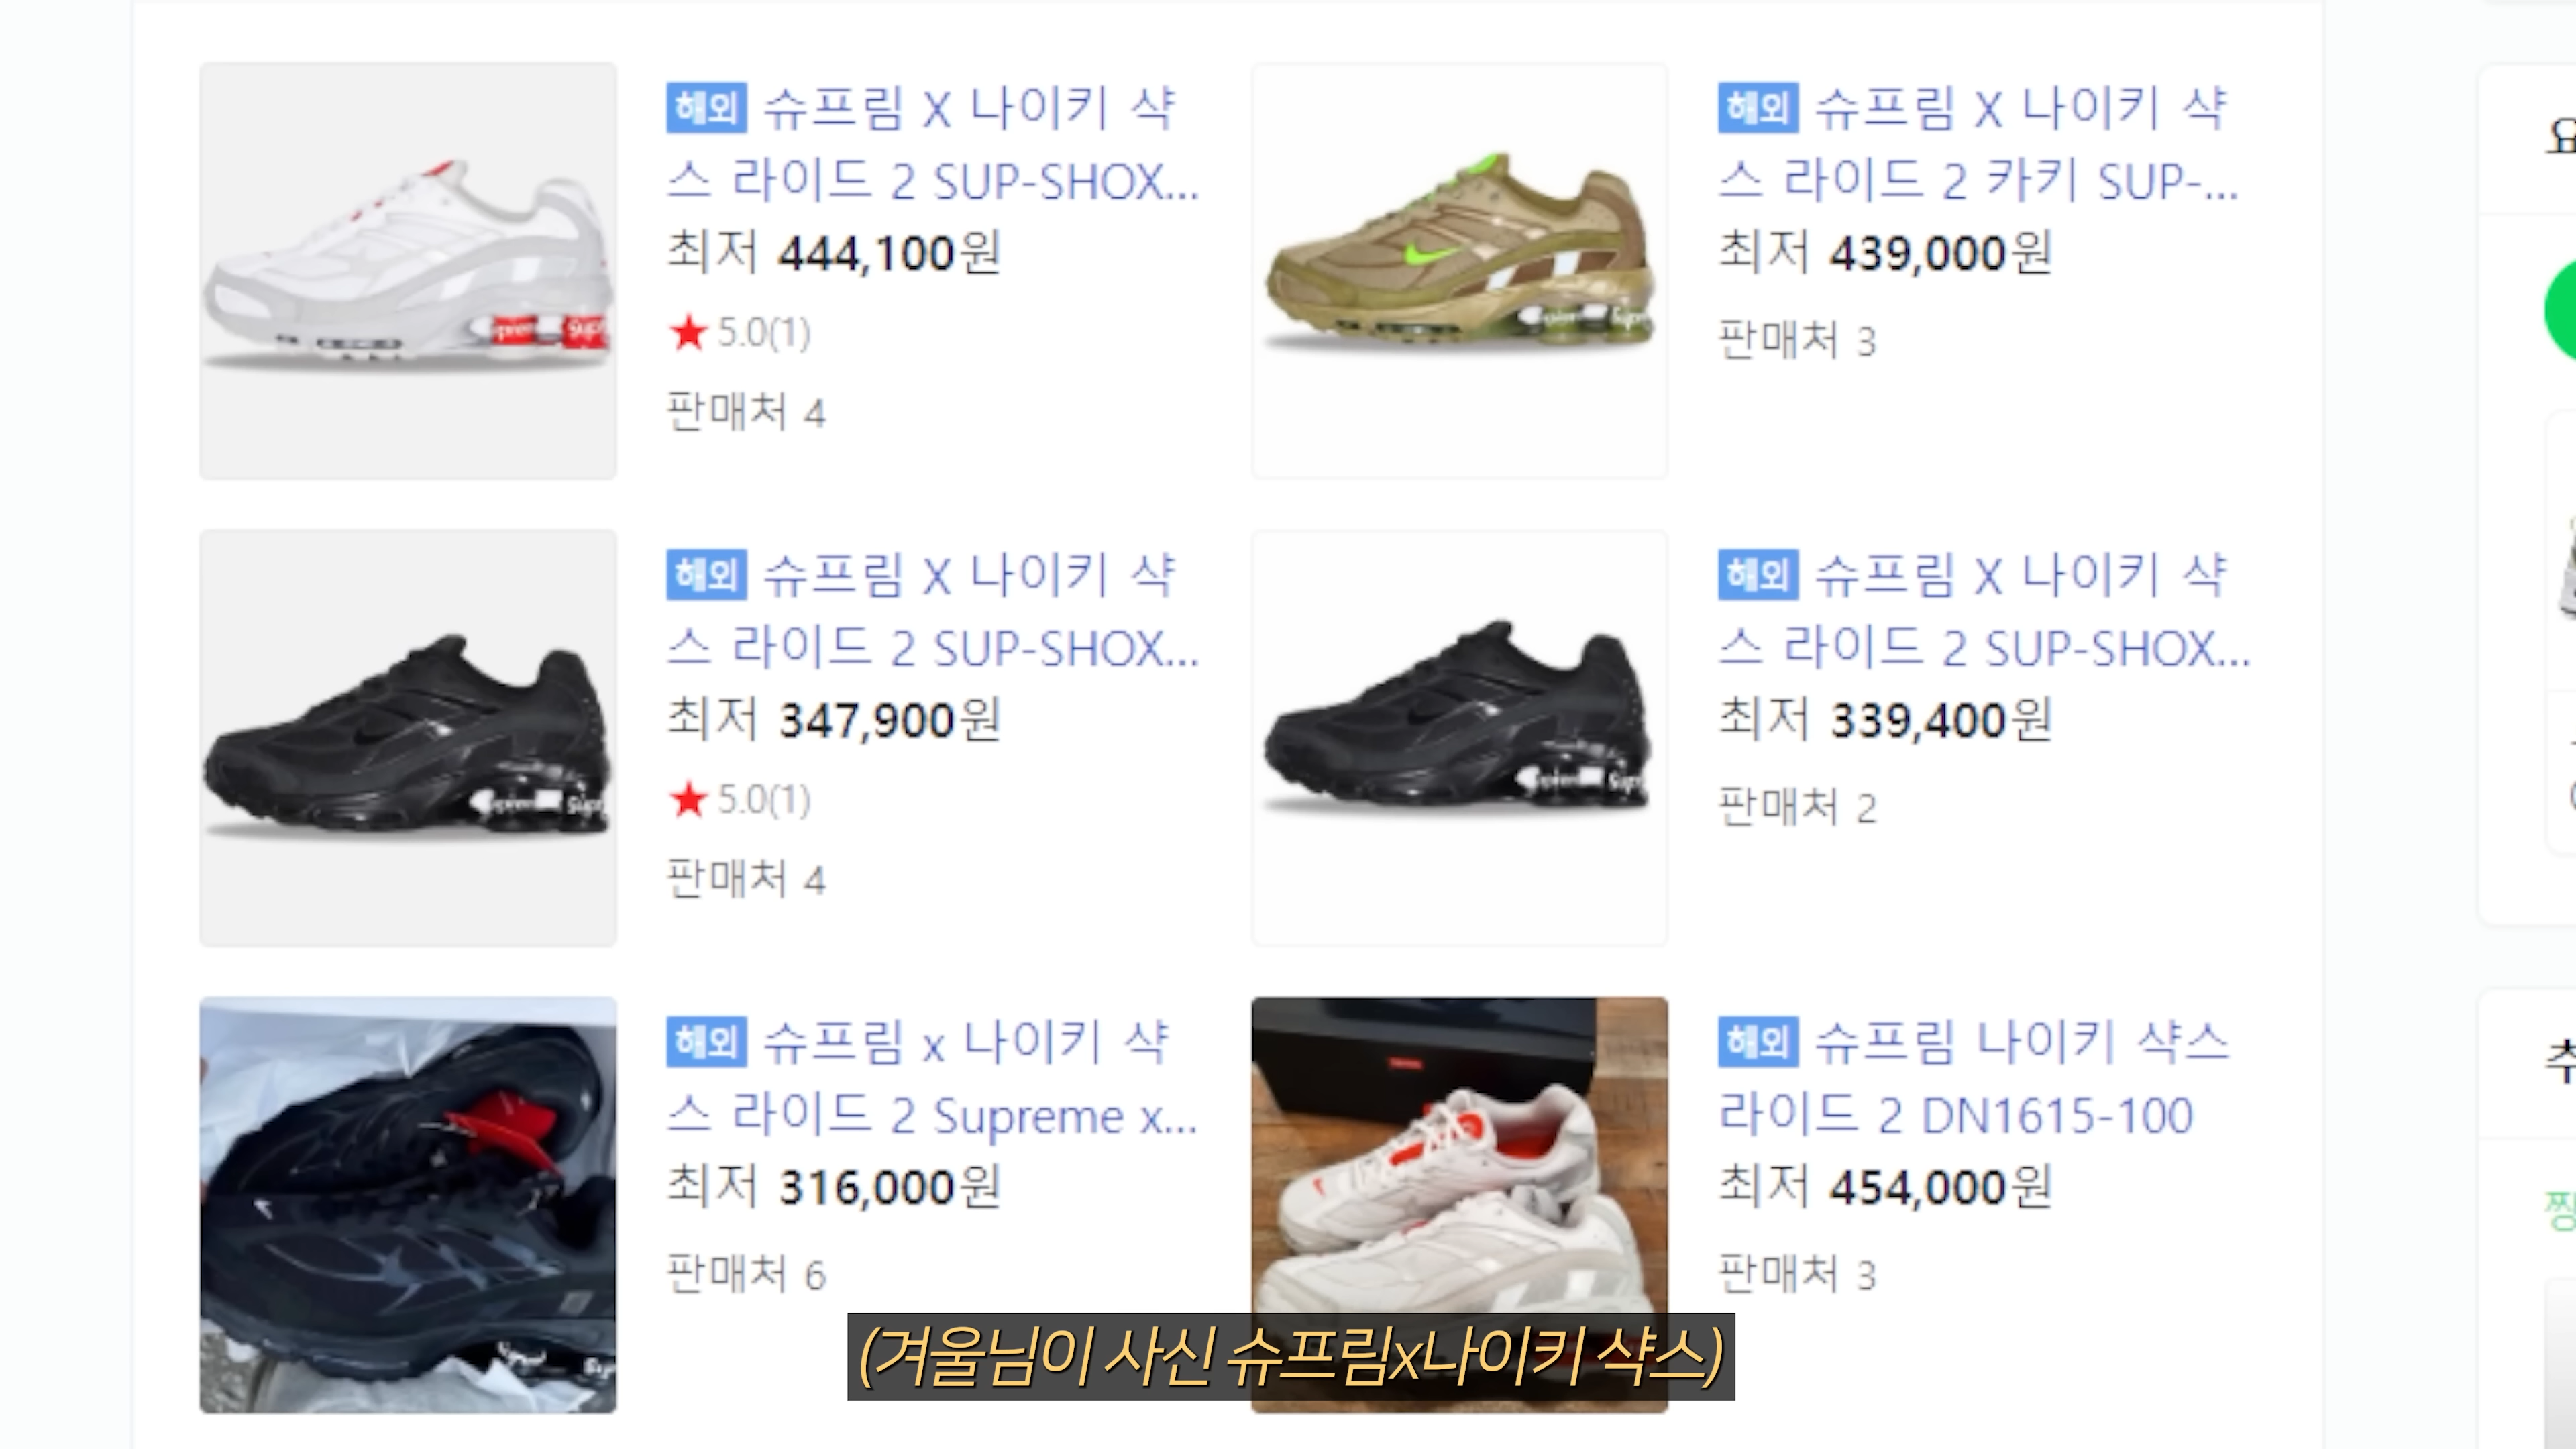 해외 슈프림 X 나이키 샥
스 라이드 2 SUP-SHOX...
최저 444,100원
★ 5.0(1)
판매처 4
해외 슈프림 X 나이키 샥
스 라이드 2 카키 SUP-...
최저 439,000원
판매처 3
해외 슈프림 X 나이키 샥
스 라이드 2 SUP-SHOX...
최저 347,900원
★ 5.0(1)
판매처 4
해외 슈프림 X 나이키 샥
스 라이드 2 SUP-SHOX...
최저 339,400원
판매처 2
해외 슈프림 x 나이키 샥
스 라이드 2 Supreme x...
최저 316,000원
판매처 6
해외 슈프림 나이키 샥스
라이드 2 DN1615-100
최저 454,000원
판매처 3
(겨울님이 사신 슈프림x나이키 샥스)